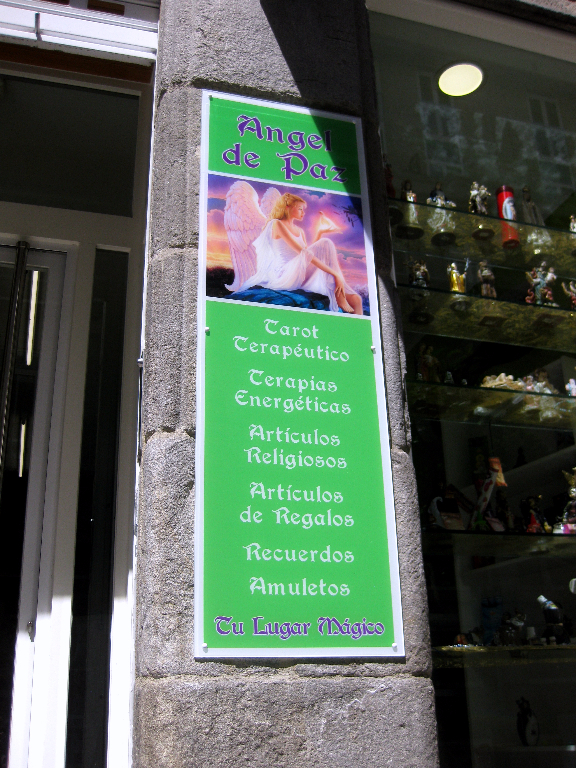 Angel
de Paz
Tarot
Terapéutico
Terapias
Energéticas
Artículos
Religiosos
Artículos
de Regalos
Recuerdos
Amuletos
Tu Lugar Mágico